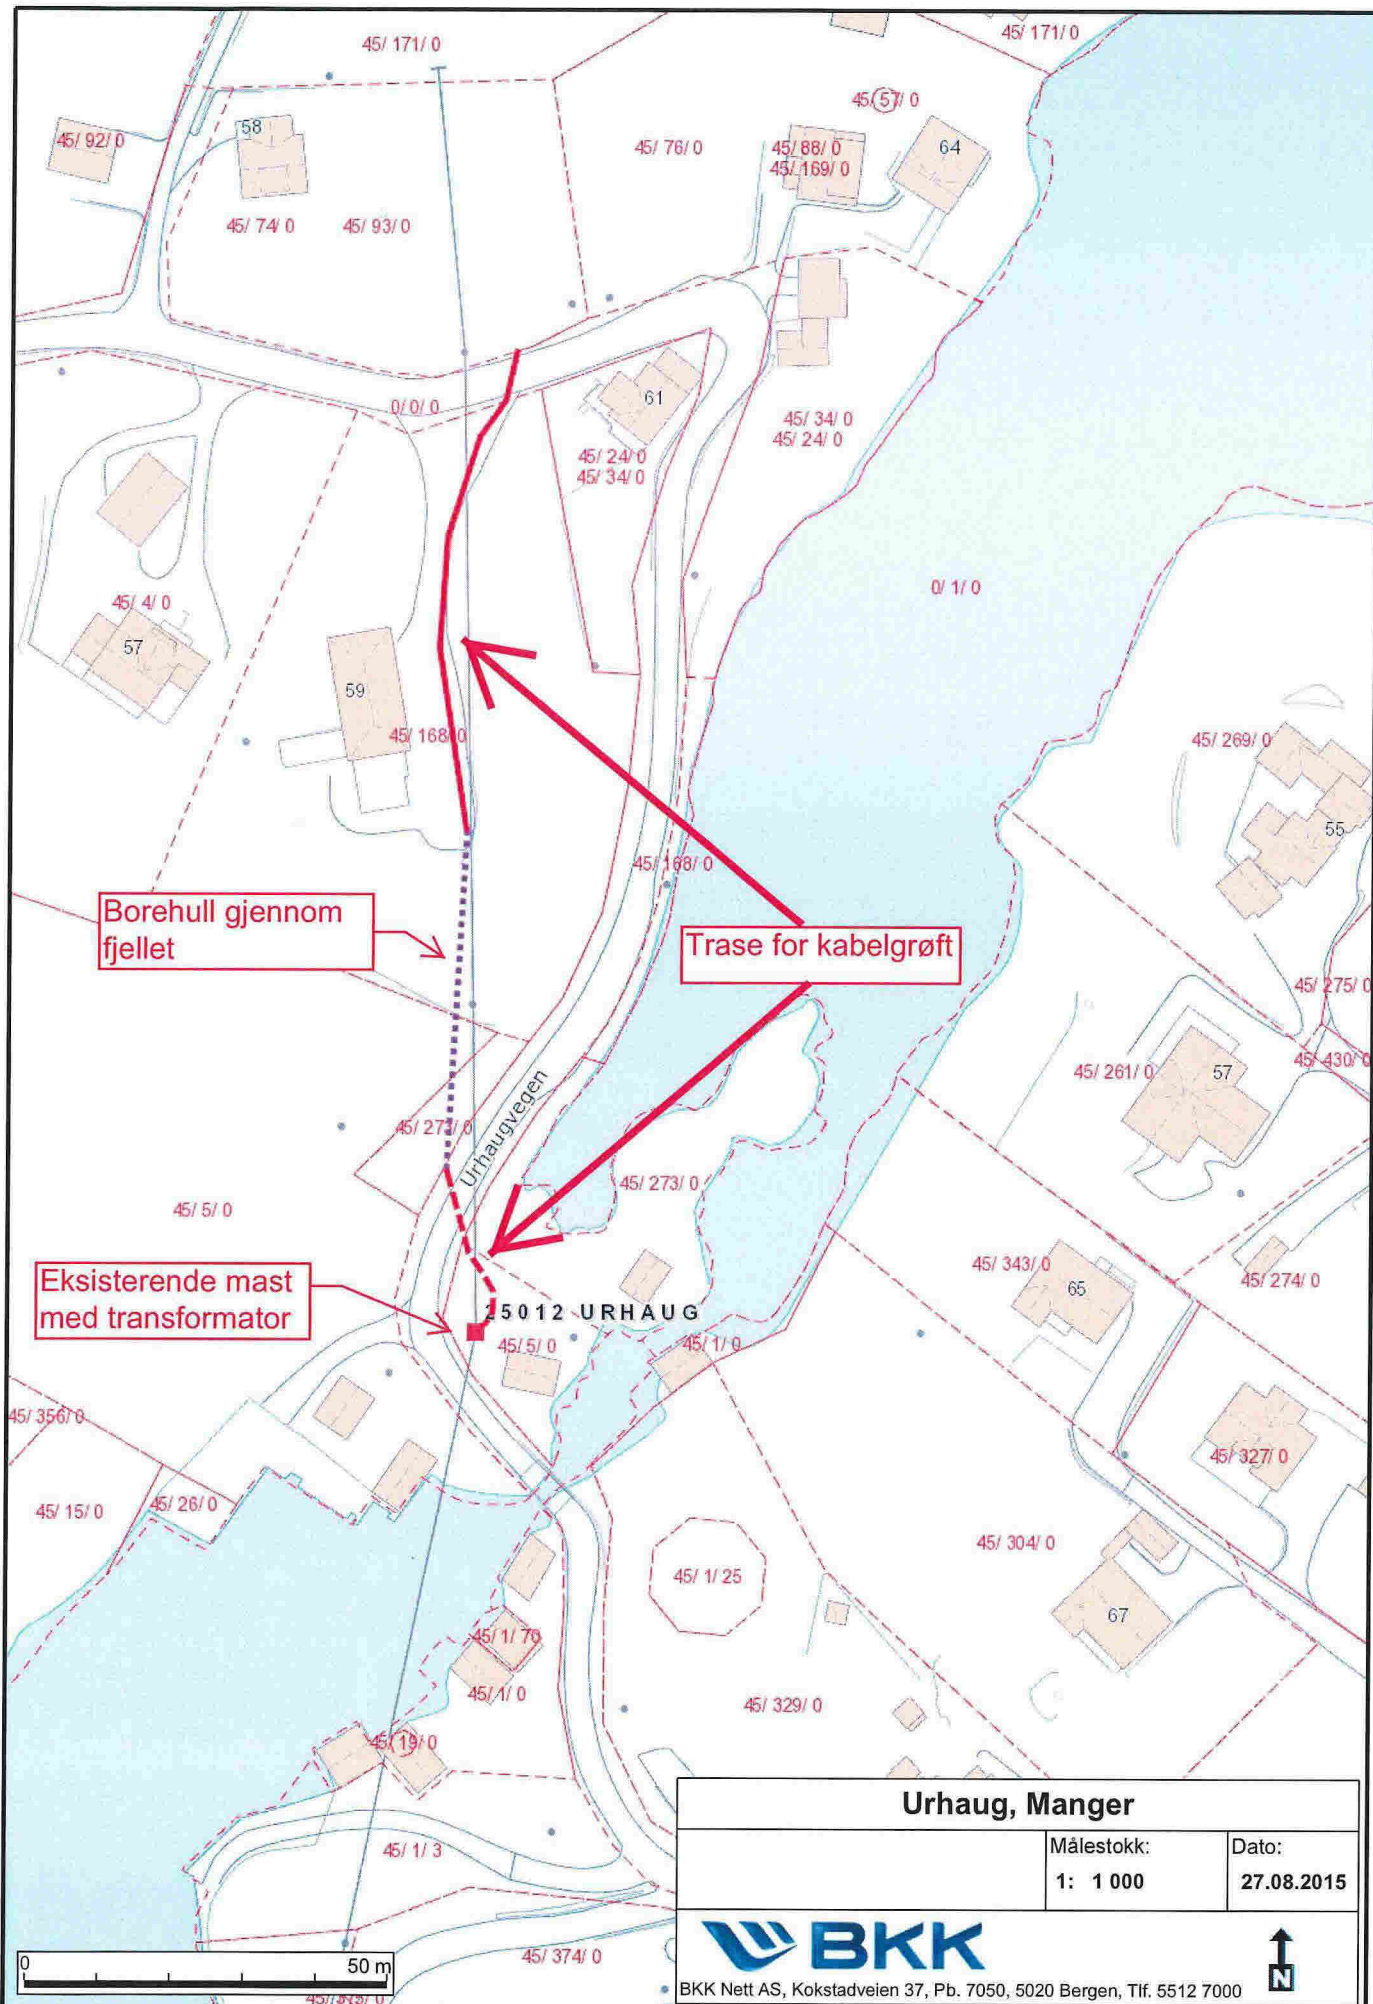 45/ 171/ 0
45/ 171/ 0
45/ 57/ 0
45/ 92/ 0
58
45/ 76/ 0
45/ 88/ 0
45/ 169/ 0
64
45/ 74/ 0
45/ 93/ 0
0/ 0/ 0
61
45/ 34/ 0
45/ 24/ 0
45/ 24/ 0
45/ 34/ 0
0/ 1/ 0
45/ 4/ 0
57
59
45/ 168/ 0
45/ 269/ 0
55
45/ 168/ 0
Borehull gjennom
fjellet
Trase for kabelgrøft
45/ 275/ 0
45/ 430/ 0
45/ 261/ 0
57
Urhaugvegen
45/ 273/ 0
45/ 5/ 0
45/ 343/ 0
65
45/ 274/ 0
Eksisterende mast
med transformator
25012 URHAUG
45/ 5/ 0
45/ 1/ 0
45/ 356/ 0
45/ 327/ 0
45/ 15/ 0
45/ 26/ 0
45/ 304/ 0
45/ 1/ 25
67
45/ 1/ 70
45/ 1/ 0
45/ 329/ 0
45/ 19/ 0
45/ 1/ 3
45/ 374/ 0
0 50 m
Urhaug, Manger
Målestokk:
1: 1 000
Dato:
27.08.2015
BKK
N
BKK Nett AS, Kokstadveien 37, Pb. 7050, 5020 Bergen, Tlf. 5512 7000